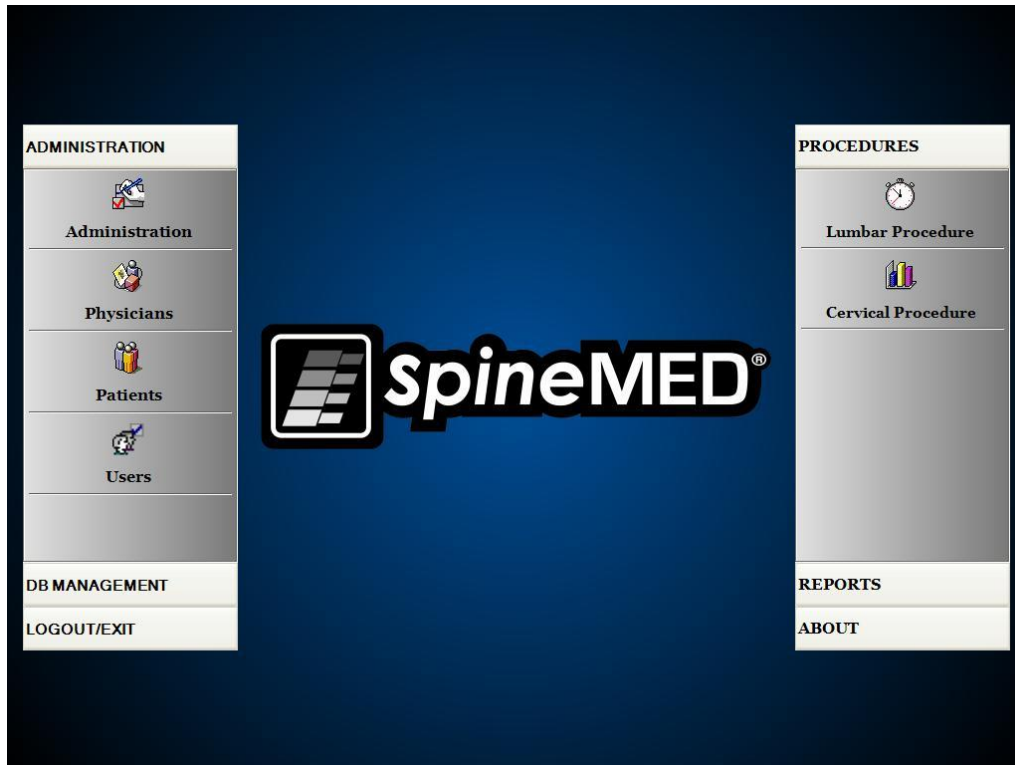 ADMINISTRATION
Administration
Physicians
Patients
Users
DB MANAGEMENT
LOGOUT/EXIT
SpineMED®
PROCEDURES
Lumbar Procedure
Cervical Procedure
REPORTS
ABOUT